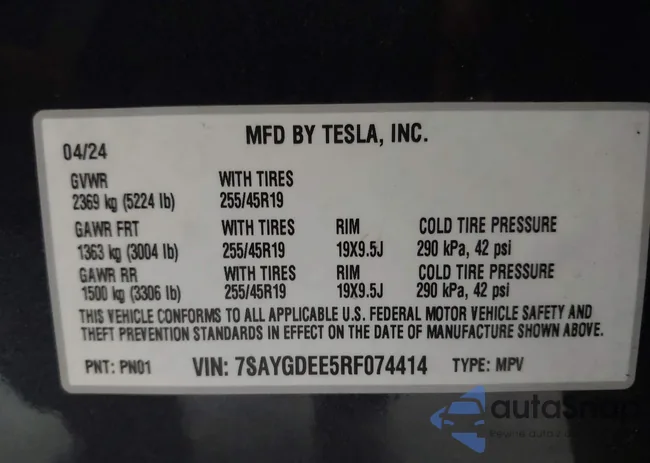 MFD BY TESLA, INC.
04/24
GVWR WITH TIRES
2369 kg (5224 lb) 255/45R19
GAWR FRT WITH TIRES RIM COLD TIRE PRESSURE
1363 kg (3004 lb) 255/45R19 19X9.5J 290 kPa, 42 psi
GAWR RR WITH TIRES RIM COLD TIRE PRESSURE
1500 kg (3306 lb) 255/45R19 19X9.5J 290 kPa, 42 psi
THIS VEHICLE CONFORMS TO ALL APPLICABLE U.S. FEDERAL MOTOR VEHICLE SAFETY AND
THEFT PREVENTION STANDARDS IN EFFECT ON THE DATE OF MANUFACTURE SHOWN ABOVE.
PNT: PN01 VIN: 7SAYGDEE5RF074414 TYPE: MPV
autoSnap